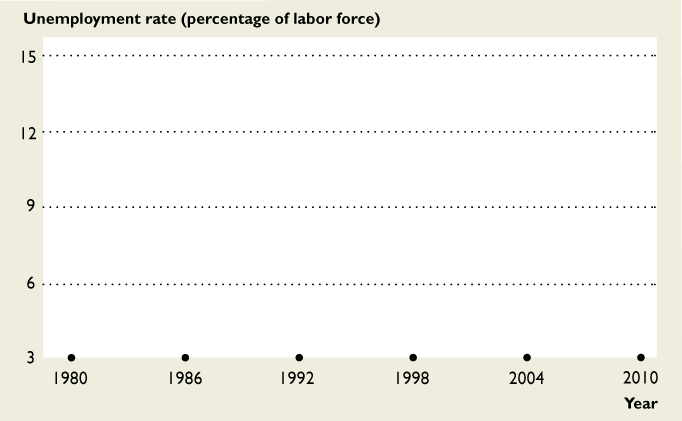 Unemployment rate (percentage of labor force)
15
12
9
6
3
1980 1986 1992 1998 2004 2010
Year